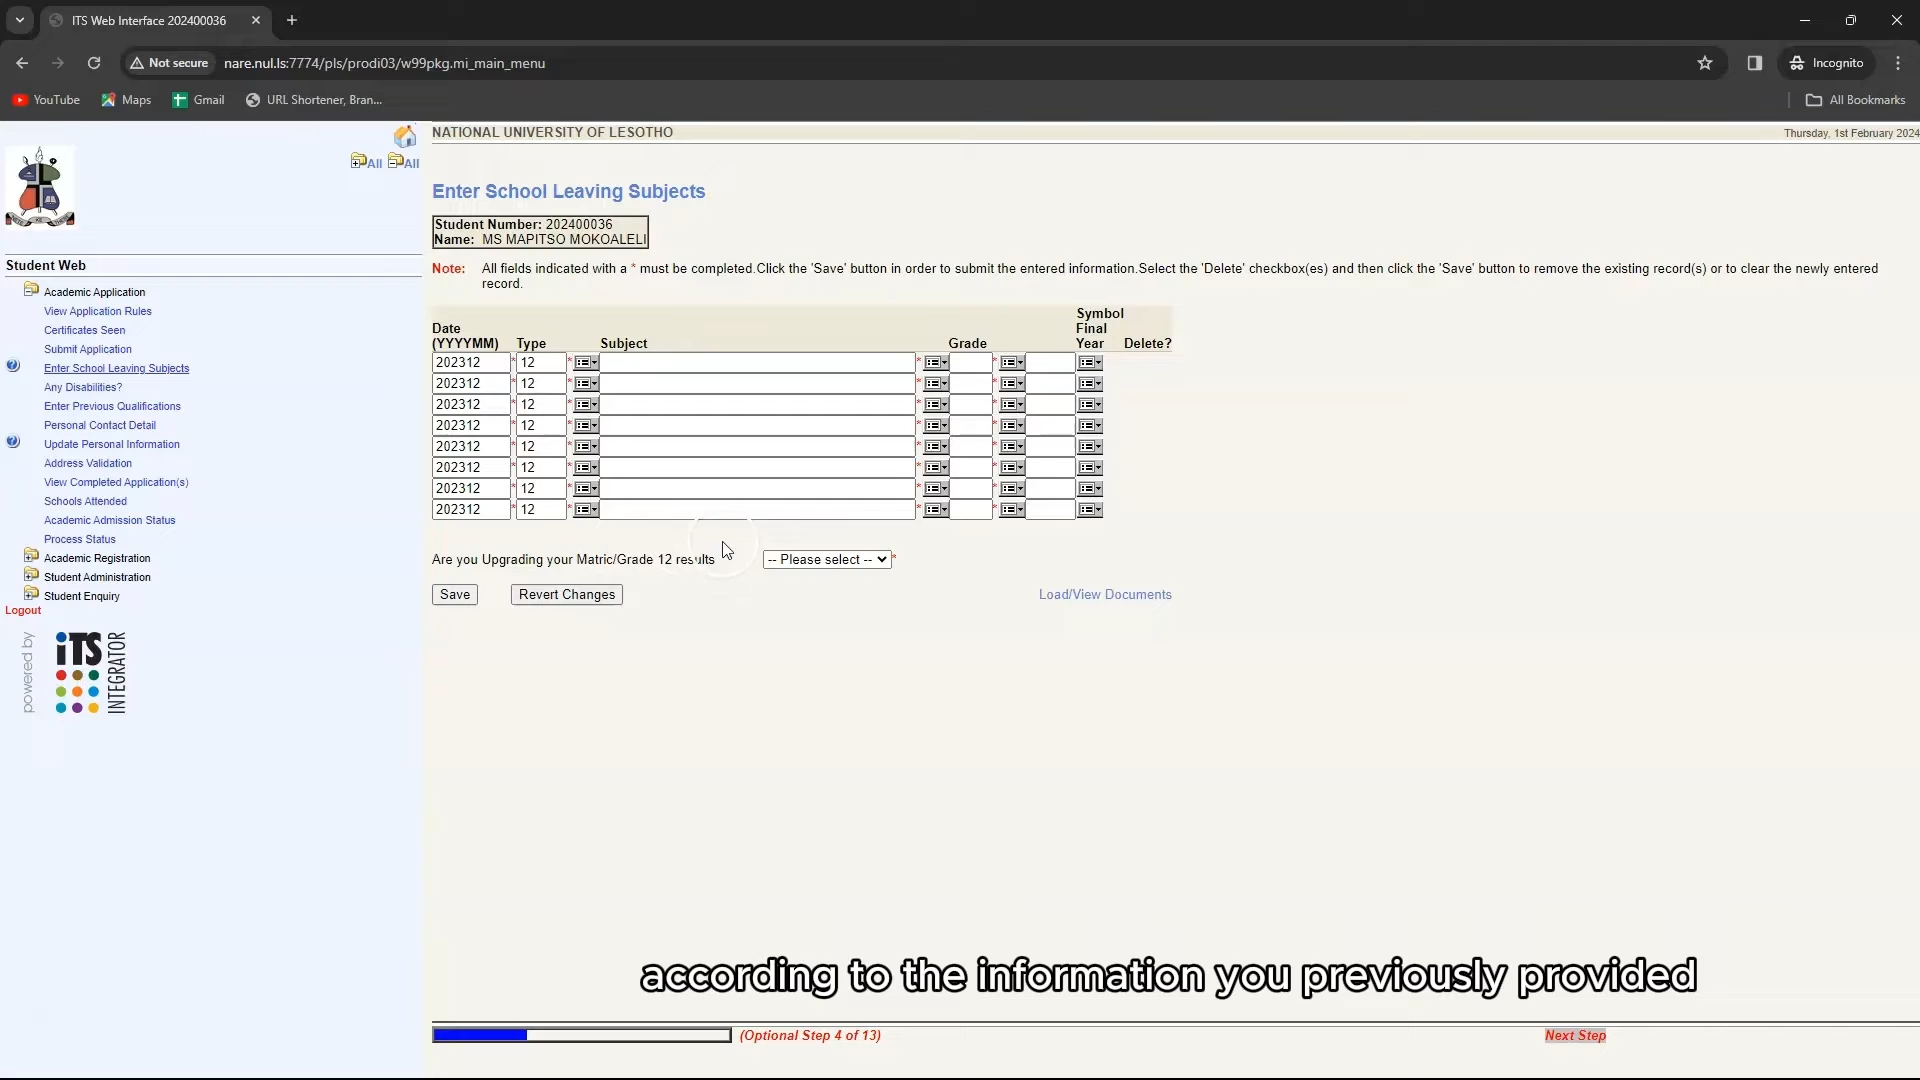 ITS Web Interface 202400036
Not secure
nare.nul.ls:7774/pls/prodi03/w99pkg.mi_main_menu
Incognito
YouTube
Maps
Gmail
URL Shortener, Bran...
All Bookmarks
All All
NATIONAL UNIVERSITY OF LESOTHO
Thursday, 1st February 2024
Enter School Leaving Subjects
Student Number: 202400036
Name: MS MAPITSO MOKOALELI
Student Web
Academic Application
View Application Rules
Certificates Seen
Submit Application
Enter School Leaving Subjects
Any Disabilities?
Enter Previous Qualifications
Personal Contact Detail
Update Personal Information
Address Validation
View Completed Application(s)
Schools Attended
Academic Admission Status
Process Status
Academic Registration
Student Administration
Student Enquiry
Logout
powered by
iTS
INTEGRATOR
Note: All fields indicated with a * must be completed.Click the 'Save' button in order to submit the entered information.Select the 'Delete' checkbox(es) and then click the 'Save' button to remove the existing record(s) or to clear the newly entered
record.
Date (YYYYMM) Type Subject Grade Symbol Final Year Delete?
202312 * 12 * * *
202312 * 12 * * *
202312 * 12 * * *
202312 * 12 * * *
202312 * 12 * * *
202312 * 12 * * *
202312 * 12 * * *
202312 * 12 * * *
Are you Upgrading your Matric/Grade 12 results -- Please select -- *
Save Revert Changes Load/View Documents
according to the information you previously provided
(Optional Step 4 of 13)
Next Step